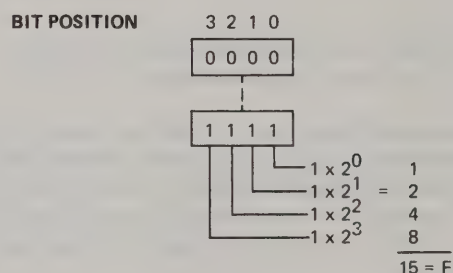 BIT POSITION 3 2 1 0
0 0 0 0
1 1 1 1
1 x 2^0 1
1 x 2^1 = 2
1 x 2^2 4
1 x 2^3 8
15 = F